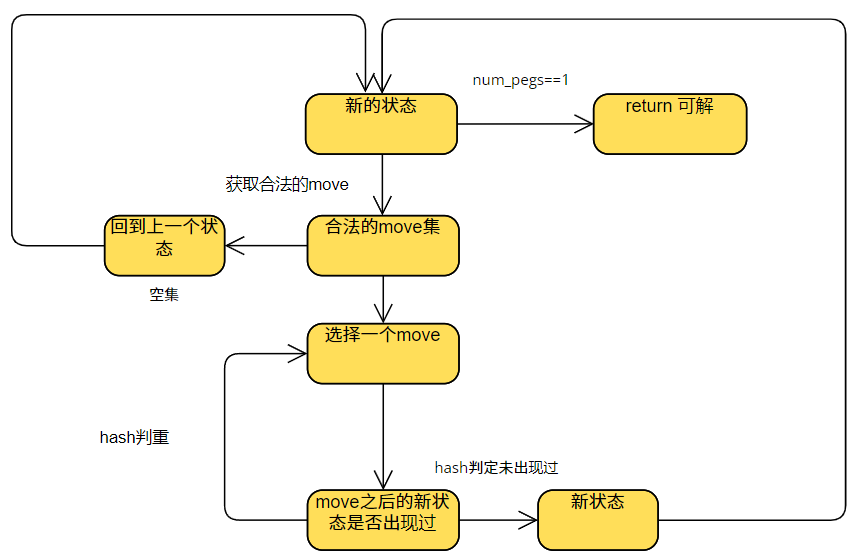 num_pegs==1
新的状态
return 可解
获取合法的move
回到上一个状
态
合法的move集
空集
选择一个move
hash判重
hash判定未出现过
move之后的新状
态是否出现过
新状态